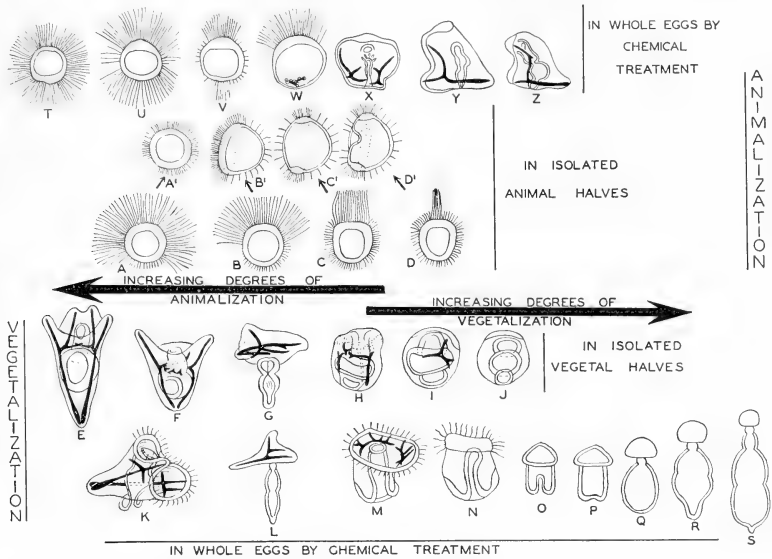 IN WHOLE EGGS BY
CHEMICAL
TREATMENT
T U V W X Y Z
ANIMALIZATION
A' B' C' D'
IN ISOLATED
ANIMAL HALVES
A B C D
INCREASING DEGREES OF
ANIMALIZATION
INCREASING DEGREES OF
VEGETALIZATION
VEGETALIZATION
IN ISOLATED
VEGETAL HALVES
E F G H I J
K L M N O P Q R S
IN WHOLE EGGS BY CHEMICAL TREATMENT